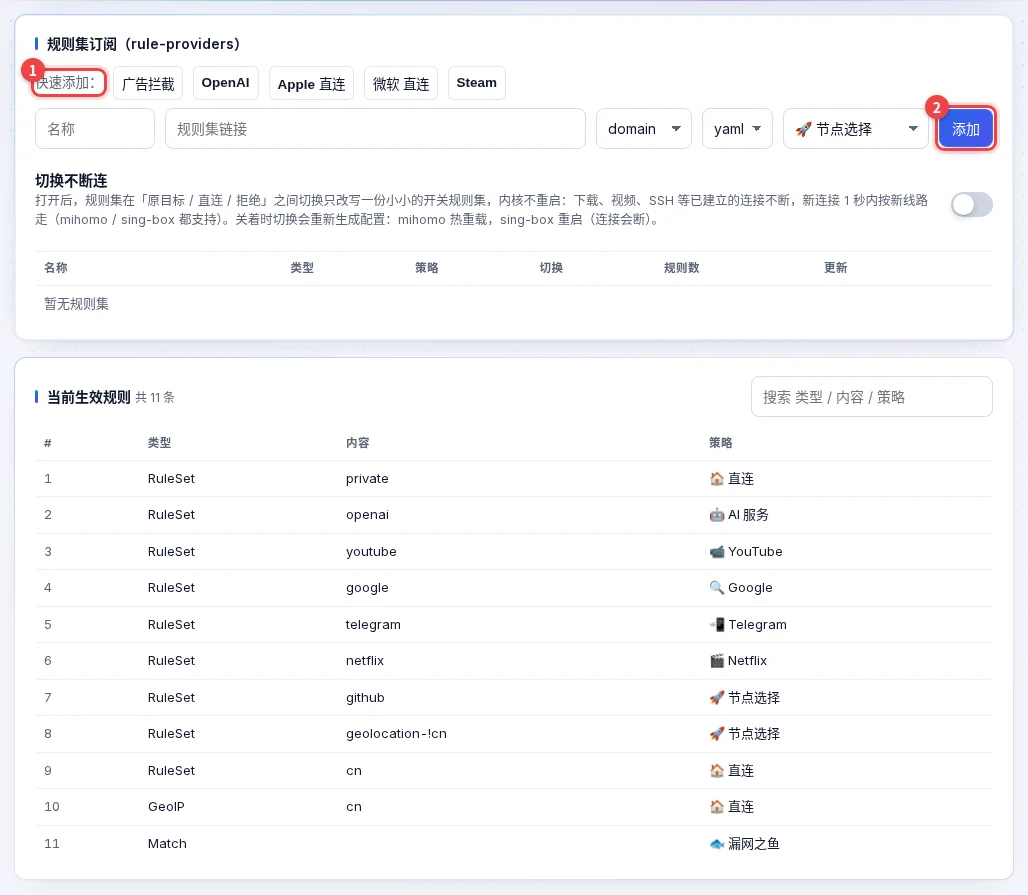 规则集订阅（rule-providers）
1
快速添加： 广告拦截 OpenAI Apple 直连 微软 直连 Steam
2
名称 规则集链接 domain yaml 🚀 节点选择 添加
切换不断连
打开后，规则集在「原目标 / 直连 / 拒绝」之间切换只改写一份小小的开关规则集，内核不重启：下载、视频、SSH 等已建立的连接不断，新连接 1 秒内按新线路
走（mihomo / sing-box 都支持）。关着时切换会重新生成配置：mihomo 热重载，sing-box 重启（连接会断）。
名称 类型 策略 切换 规则数 更新
暂无规则集
当前生效规则 共 11 条 搜索 类型 / 内容 / 策略
# 类型 内容 策略
1 RuleSet private 🏠 直连
2 RuleSet openai 🤖 AI 服务
3 RuleSet youtube 📹 YouTube
4 RuleSet google 🔍 Google
5 RuleSet telegram 📲 Telegram
6 RuleSet netflix 🎬 Netflix
7 RuleSet github 🚀 节点选择
8 RuleSet geolocation-!cn 🚀 节点选择
9 RuleSet cn 🏠 直连
10 GeoIP cn 🏠 直连
11 Match 🐟 漏网之鱼